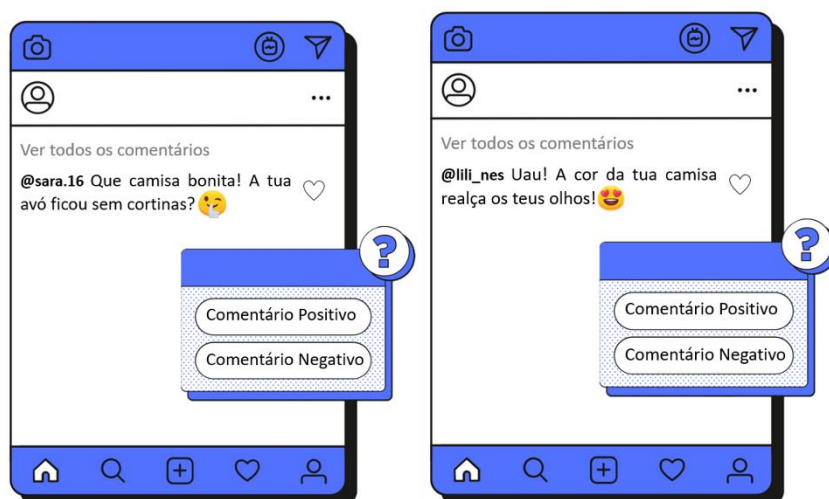 Ver todos os comentários
@sara.16 Que camisa bonita! A tua
avó ficou sem cortinas?🤫
?
Comentário Positivo
Comentário Negativo
Ver todos os comentários
@lili_nes Uau! A cor da tua camisa
realça os teus olhos!😍
?
Comentário Positivo
Comentário Negativo